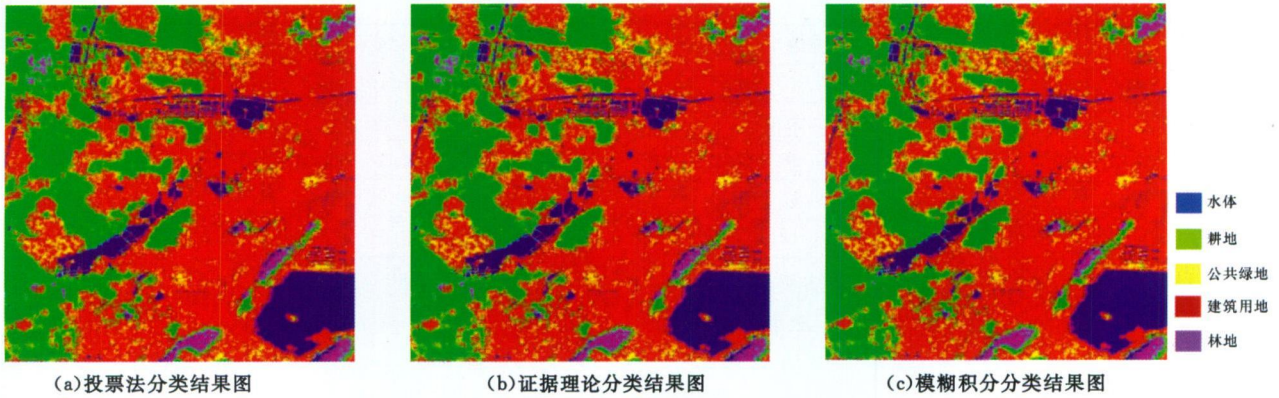 水体
耕地
公共绿地
建筑用地
林地
(a)投票法分类结果图
(b)证据理论分类结果图
(c)模糊积分分类结果图